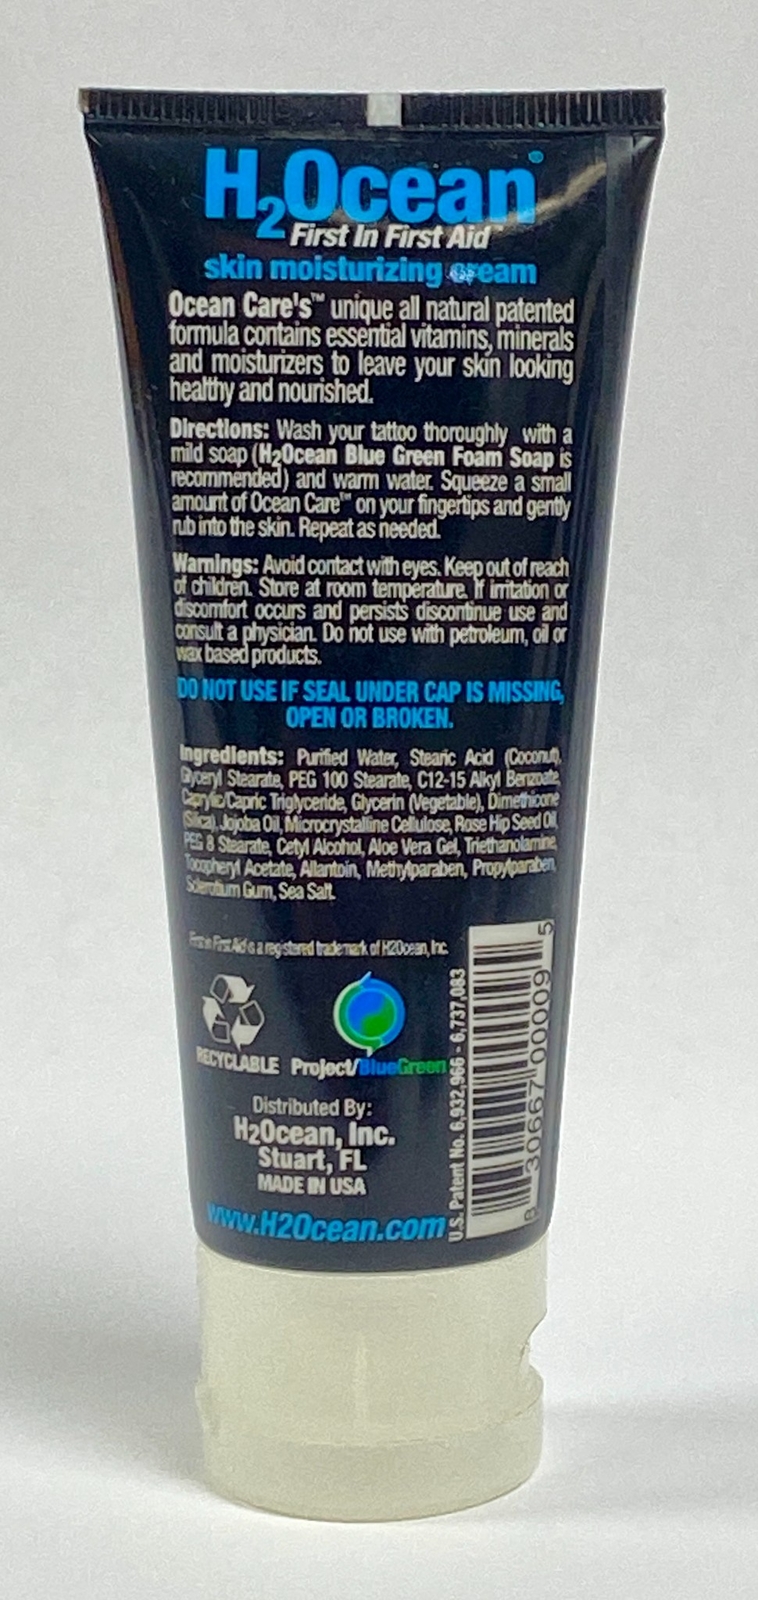 H2Ocean®
First In First Aid™
skin moisturizing cream
Ocean Care's™ unique all natural patented
formula contains essential vitamins, minerals
and moisturizers to leave your skin looking
healthy and nourished.
Directions: Wash your tattoo thoroughly with a
mild soap (H2Ocean Blue Green Foam Soap is
recommended) and warm water. Squeeze a small
amount of Ocean Care™ on your fingertips and gently
rub into the skin. Repeat as needed.
Warnings: Avoid contact with eyes. Keep out of reach
of children. Store at room temperature. If irritation or
discomfort occurs and persists discontinue use and
consult a physician. Do not use with petroleum, oil or
wax based products.
DO NOT USE IF SEAL UNDER CAP IS MISSING,
OPEN OR BROKEN.
Ingredients: Purified Water, Stearic Acid (Coconut),
Glyceryl Stearate, PEG 100 Stearate, C12-15 Alkyl Benzoate,
Caprylic/Capric Triglyceride, Glycerin (Vegetable), Dimethicone
(Silica), Jojoba Oil, Microcrystalline Cellulose, Rose Hip Seed Oil,
PEG 8 Stearate, Cetyl Alcohol, Aloe Vera Gel, Triethanolamine,
Tocopheryl Acetate, Allantoin, Methylparaben, Propylparaben,
Sclerotium Gum, Sea Salt.
First in First Aid is a registered trademark of H2Ocean, Inc.
RECYCLABLE
Project/BlueGreen
Distributed By:
H2Ocean, Inc.
Stuart, FL
MADE IN USA
www.H2Ocean.com
U.S. Patent No. 6,932,966 - 6,737,083
8 30667 00009 5